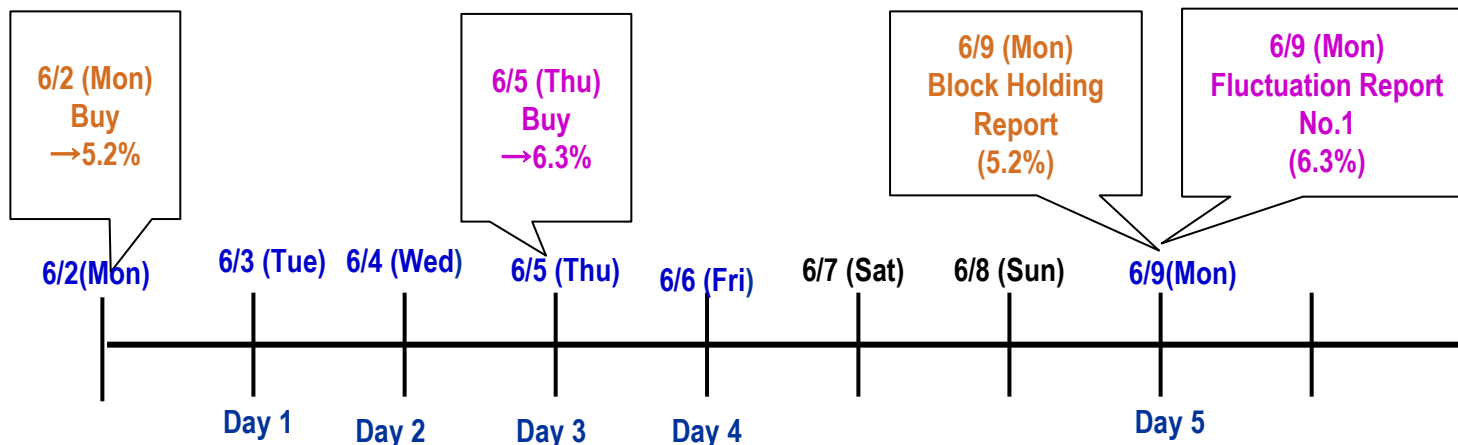 6/2 (Mon)
Buy
→5.2%
6/5 (Thu)
Buy
→6.3%
6/9 (Mon)
Block Holding
Report
(5.2%)
6/9 (Mon)
Fluctuation Report
No.1
(6.3%)
6/2(Mon)
6/3 (Tue)
6/4 (Wed)
6/5 (Thu)
6/6 (Fri)
6/7 (Sat)
6/8 (Sun)
6/9(Mon)
Day 1
Day 2
Day 3
Day 4
Day 5